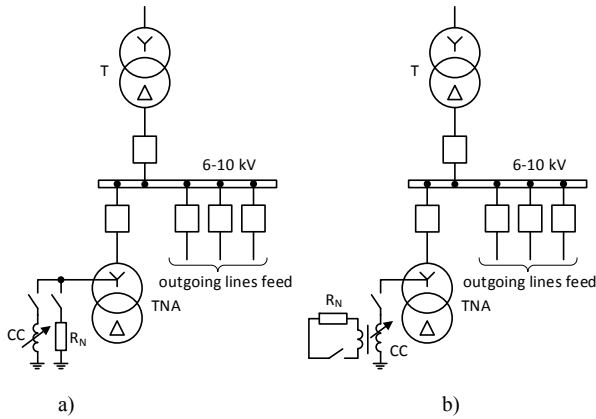 T
6-10 kV
outgoing lines feed
TNA
CC
RN
a)
T
6-10 kV
outgoing lines feed
TNA
RN
CC
b)